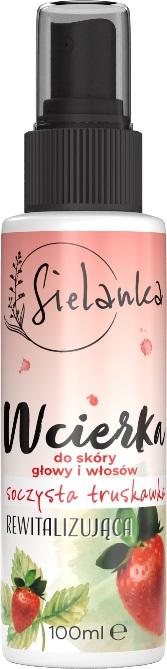 Sielanka
Wcierka
do skóry
głowy i włosów
soczysta truskawka
REWITALIZUJĄCA
100ml e